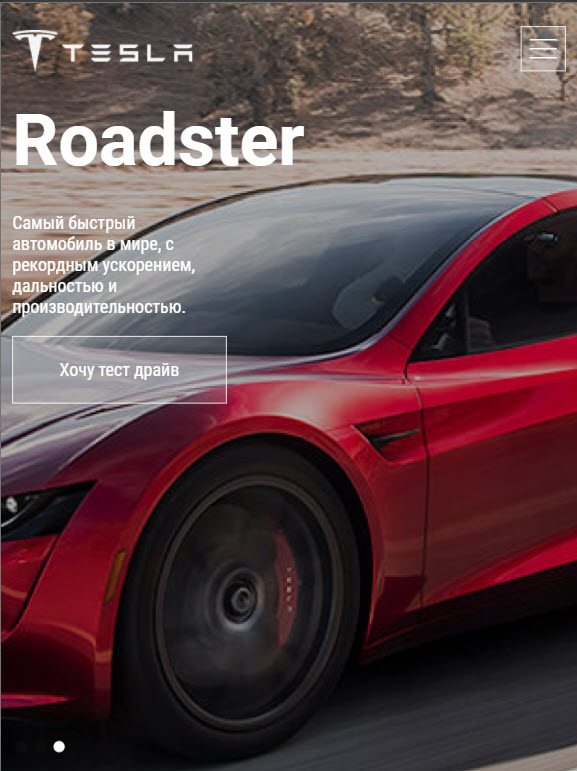 TESLA
Roadster
Самый быстрый
автомобиль в мире, с
рекордным ускорением,
дальностью и
производительностью.
Хочу тест драйв